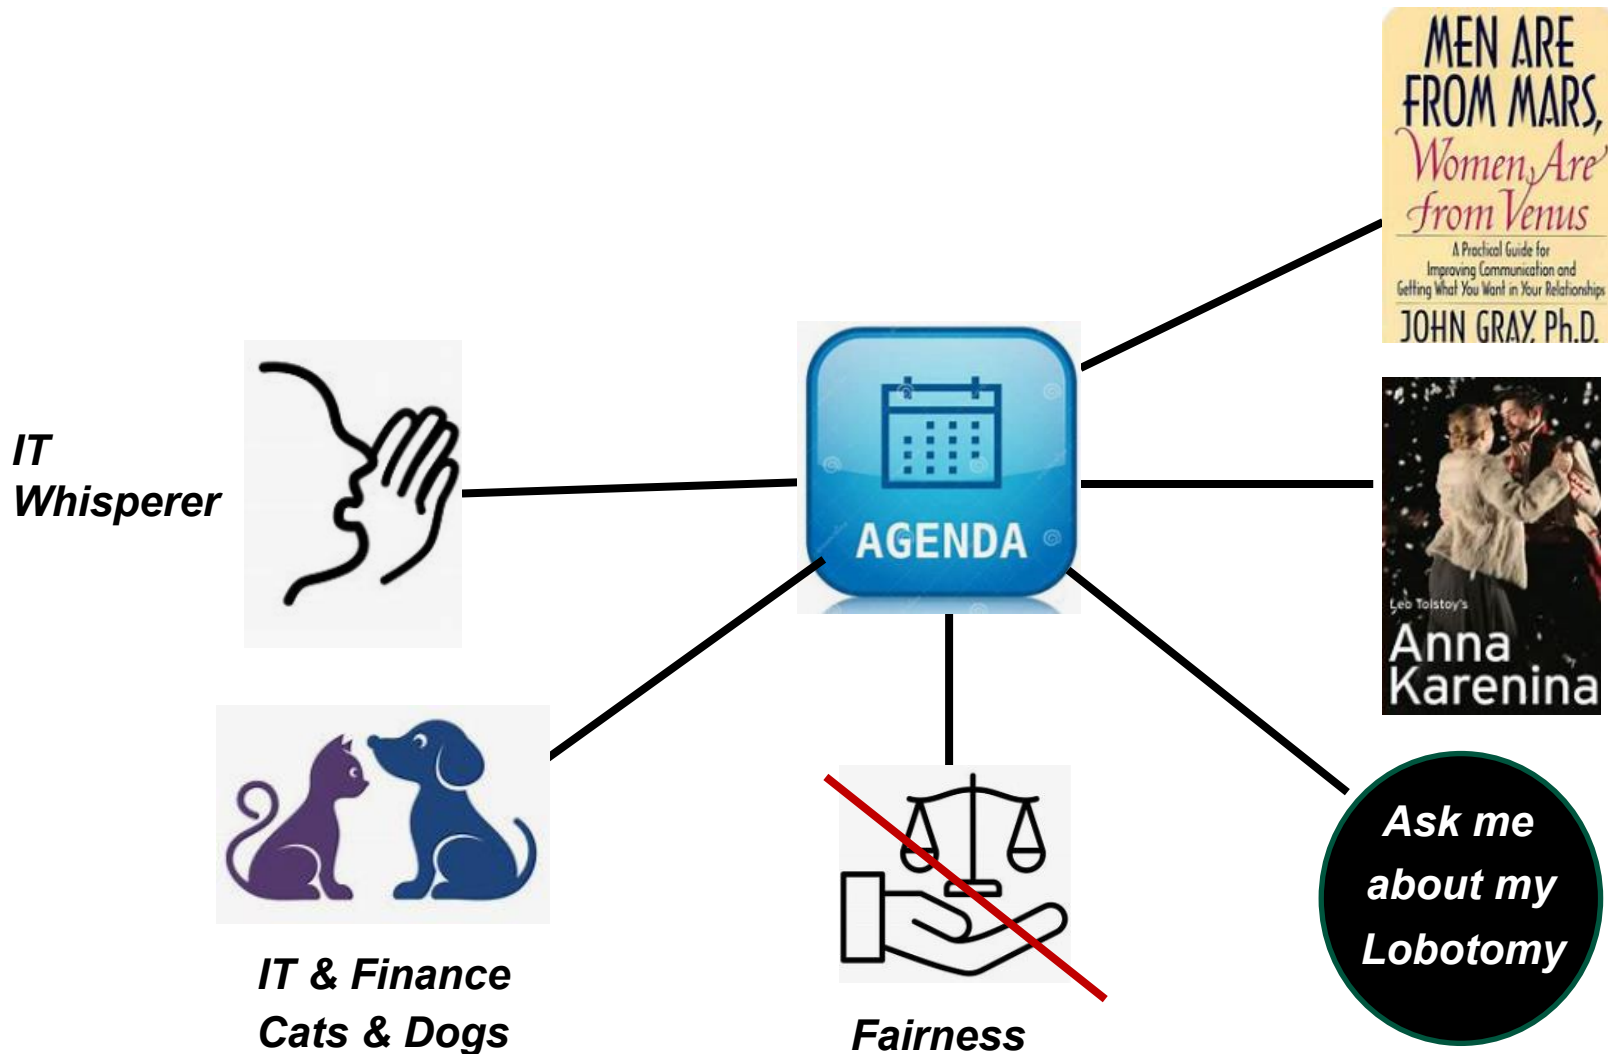 MEN ARE
FROM MARS,
Women Are
from Venus
A Practical Guide for
Improving Communication and
Getting What You Want in Your Relationships
JOHN GRAY, Ph.D.
IT
Whisperer
AGENDA
Leo Tolstoy's
Anna
Karenina
IT & Finance
Cats & Dogs
Fairness
Ask me
about my
Lobotomy